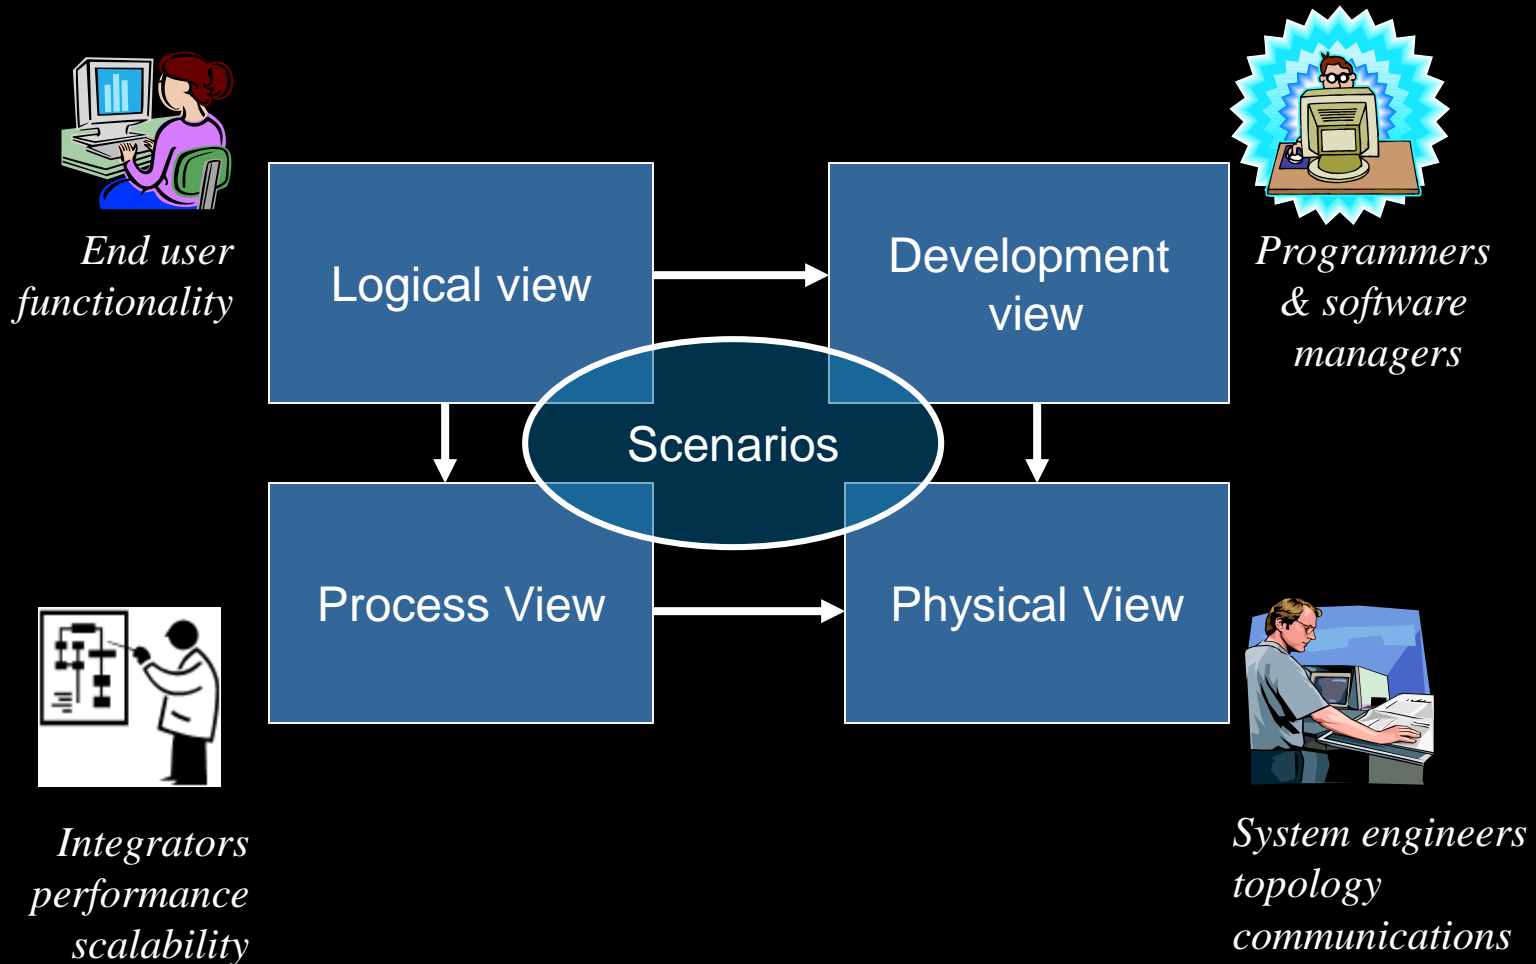 End user
functionality
Logical view
Development
view
Programmers
& software
managers
Scenarios
Process View
Physical View
Integrators
performance
scalability
System engineers
topology
communications